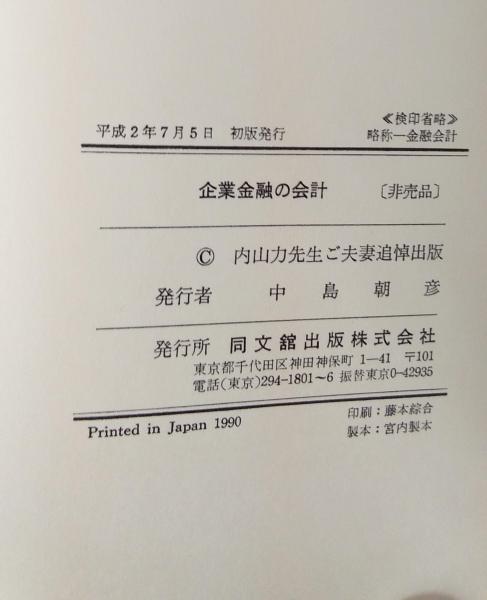 ≪検印省略≫
平成2年7月5日 初版発行 略称―金融会計
企業金融の会計 〔非売品〕
© 内山力先生ご夫妻追悼出版
発行者 中島朝彦
発行所 同文舘出版株式会社
東京都千代田区神田神保町 1―41 〒101
電話(東京)294-1801～6 振替東京0-42935
Printed in Japan 1990
印刷：藤本綜合
製本：宮内製本